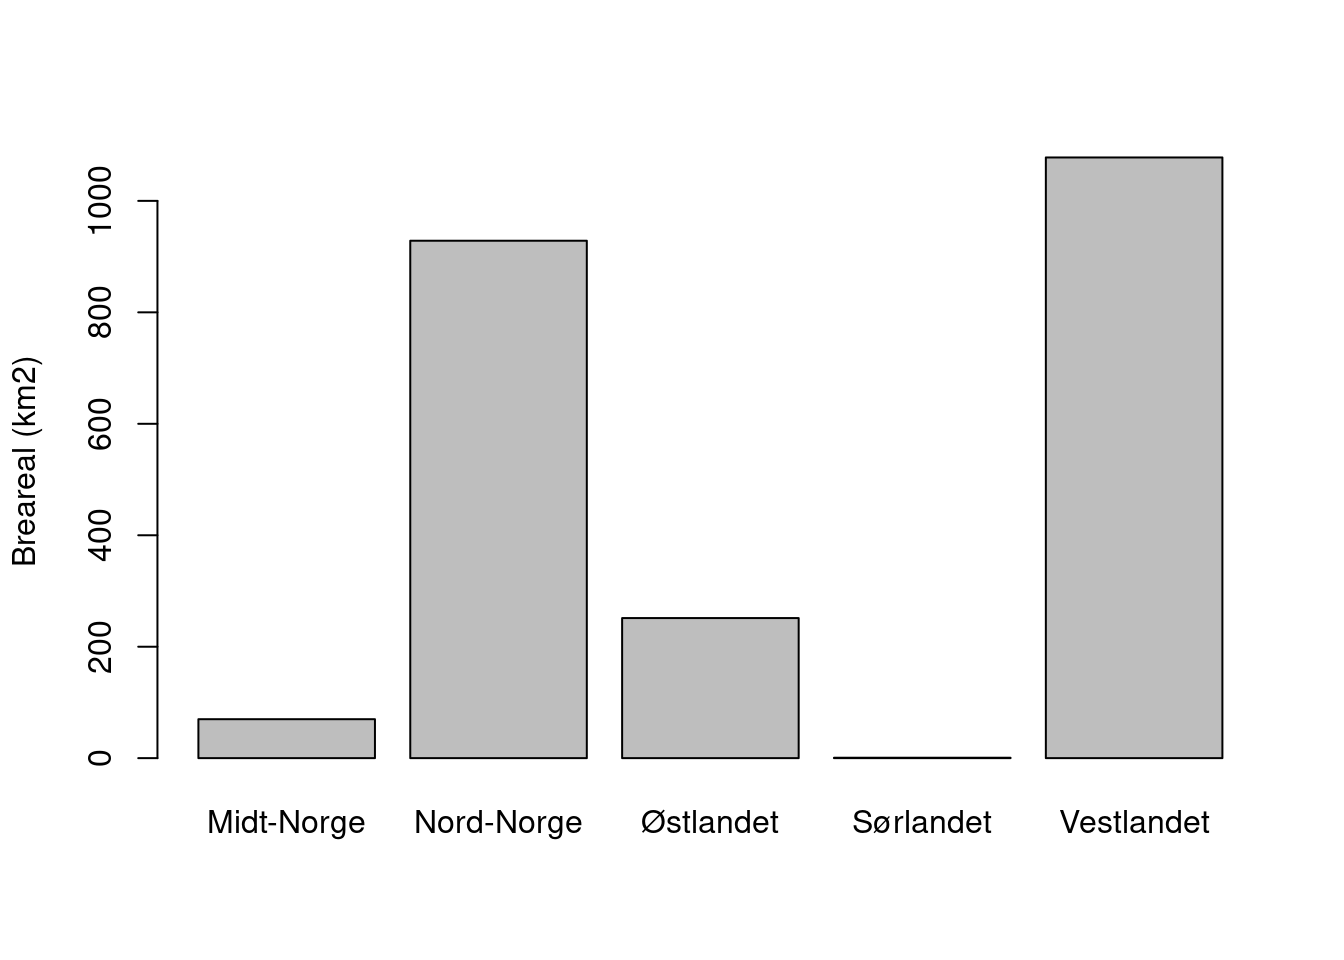 Breareal (km2)
1000
800
600
400
200
0
Midt-Norge
Nord-Norge
Østlandet
Sørlandet
Vestlandet